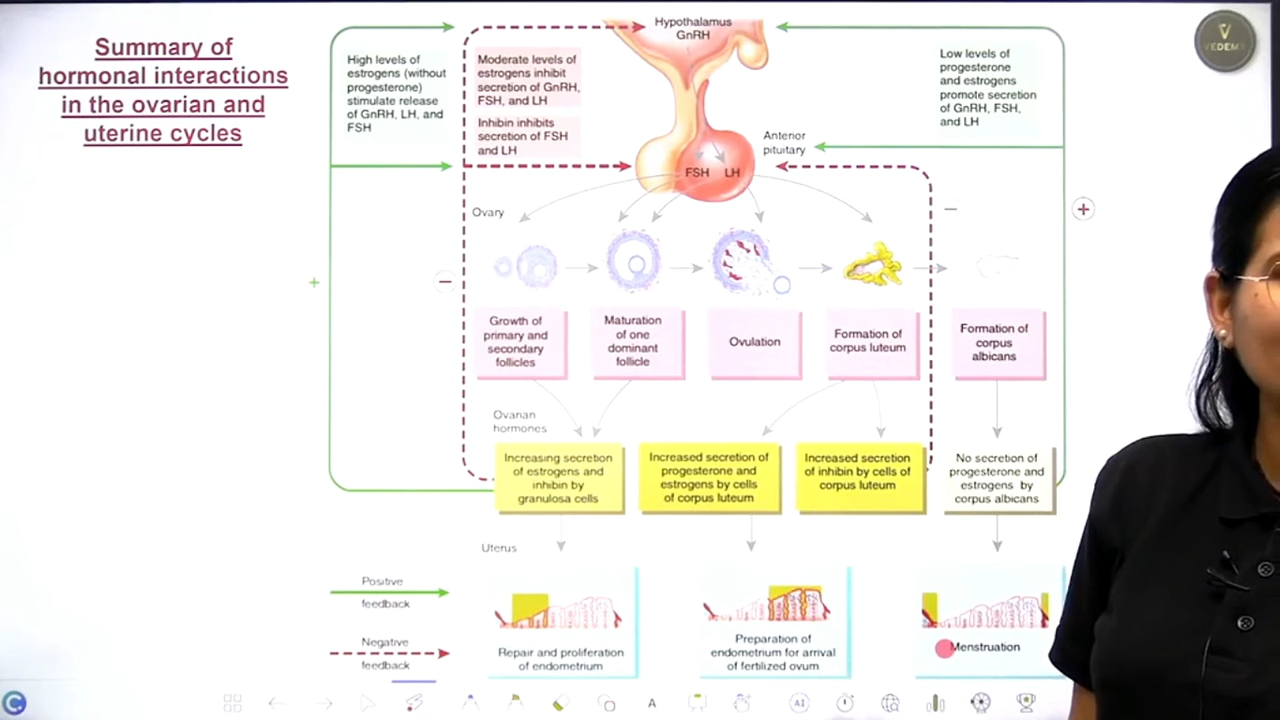 Summary of
hormonal interactions
in the ovarian and
uterine cycles
High levels of
estrogens (without
progesterone)
stimulate release
of GnRH, LH, and
FSH
Moderate levels of
estrogens inhibit
secretion of GnRH,
FSH, and LH
Inhibin inhibits
secretion of FSH
and LH
Hypothalamus
GnRH
Low levels of
progesterone
and estrogens
promote secretion
of GnRH, FSH,
and LH
Anterior
pituitary
FSH LH
Ovary
Growth of
primary and
secondary
follicles
Maturation
of one
dominant
follicle
Ovulation
Formation of
corpus luteum
Formation of
corpus
albicans
Ovarian
hormones
Increasing secretion
of estrogens and
inhibin by
granulosa cells
Increased secretion of
progesterone and
estrogens by cells
of corpus luteum
Increased secretion
of inhibin by cells of
corpus luteum
No secretion of
progesterone and
estrogens by
corpus albicans
Uterus
Positive
feedback
Negative
feedback
Repair and proliferation
of endometrium
Preparation of
endometrium for arrival
of fertilized ovum
Menstruation
A
AI